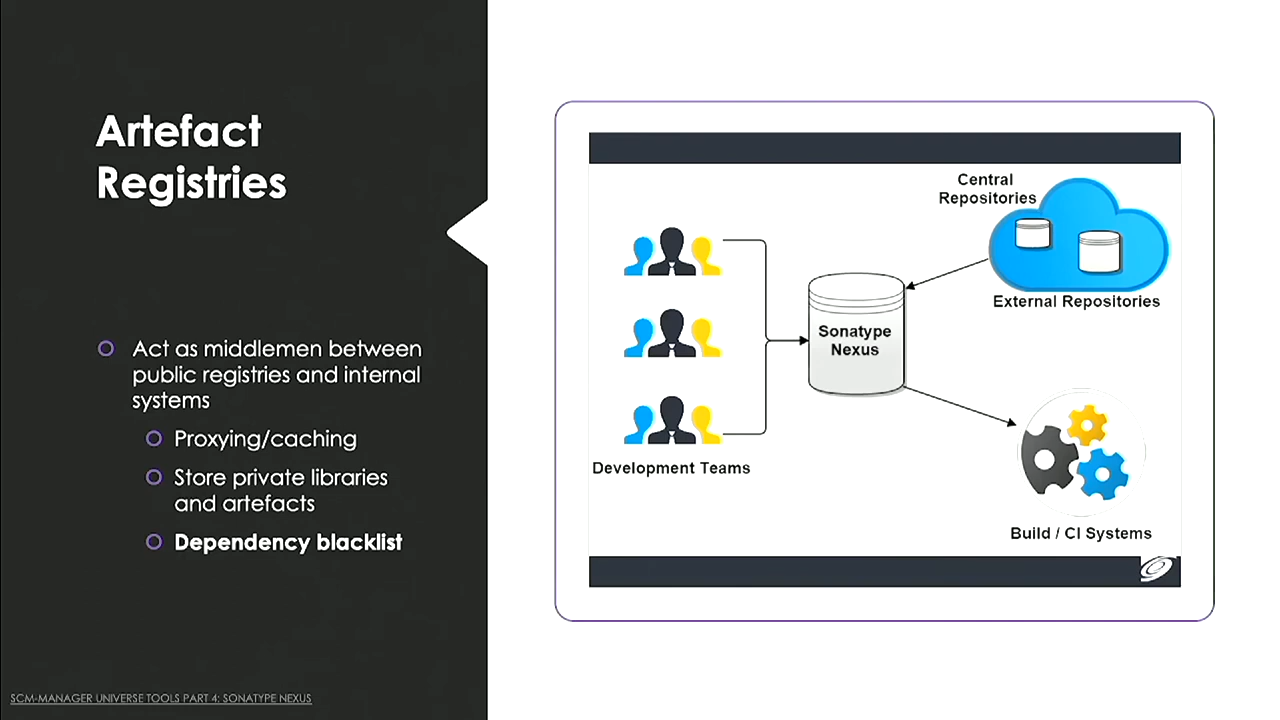 Artefact
Registries
Act as middlemen between
public registries and internal
systems
Proxying/caching
Store private libraries
and artefacts
Dependency blacklist
SCM-MANAGER UNIVERSE TOOLS PART 4: SONATYPE NEXUS
Central
Repositories
External Repositories
Sonatype
Nexus
Development Teams
Build / CI Systems